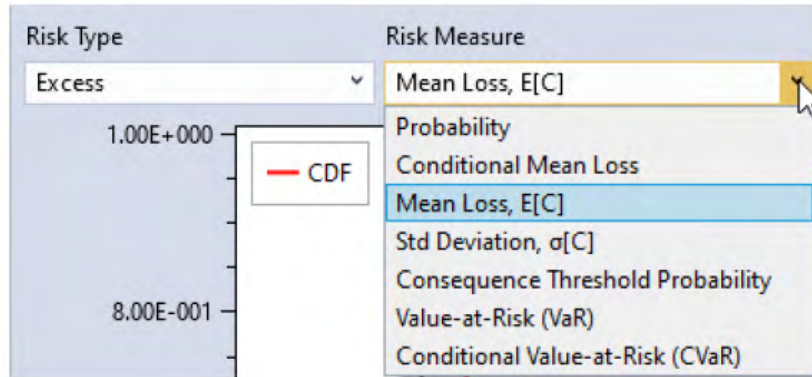 Risk Type
Risk Measure
Excess
Mean Loss, E[C]
1.00E+000
CDF
8.00E-001
Probability
Conditional Mean Loss
Mean Loss, E[C]
Std Deviation, σ[C]
Consequence Threshold Probability
Value-at-Risk (VaR)
Conditional Value-at-Risk (CVaR)